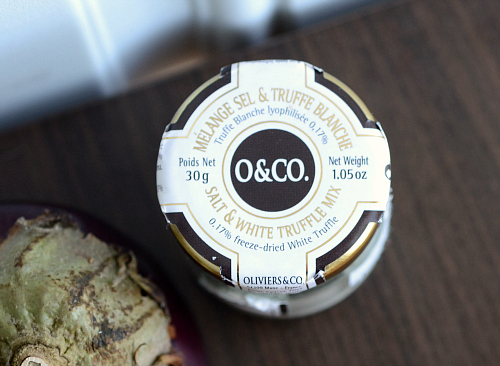 MÉLANGE SEL & TRUFFE BLANCHE
Truffe Blanche lyophilisée 0,17%
Poids Net
30g
O&CO.
Net Weight
1.05oz
SALT & WHITE TRUFFLE MIX
0.17% freeze-dried White Truffle
OLIVIERS&CO